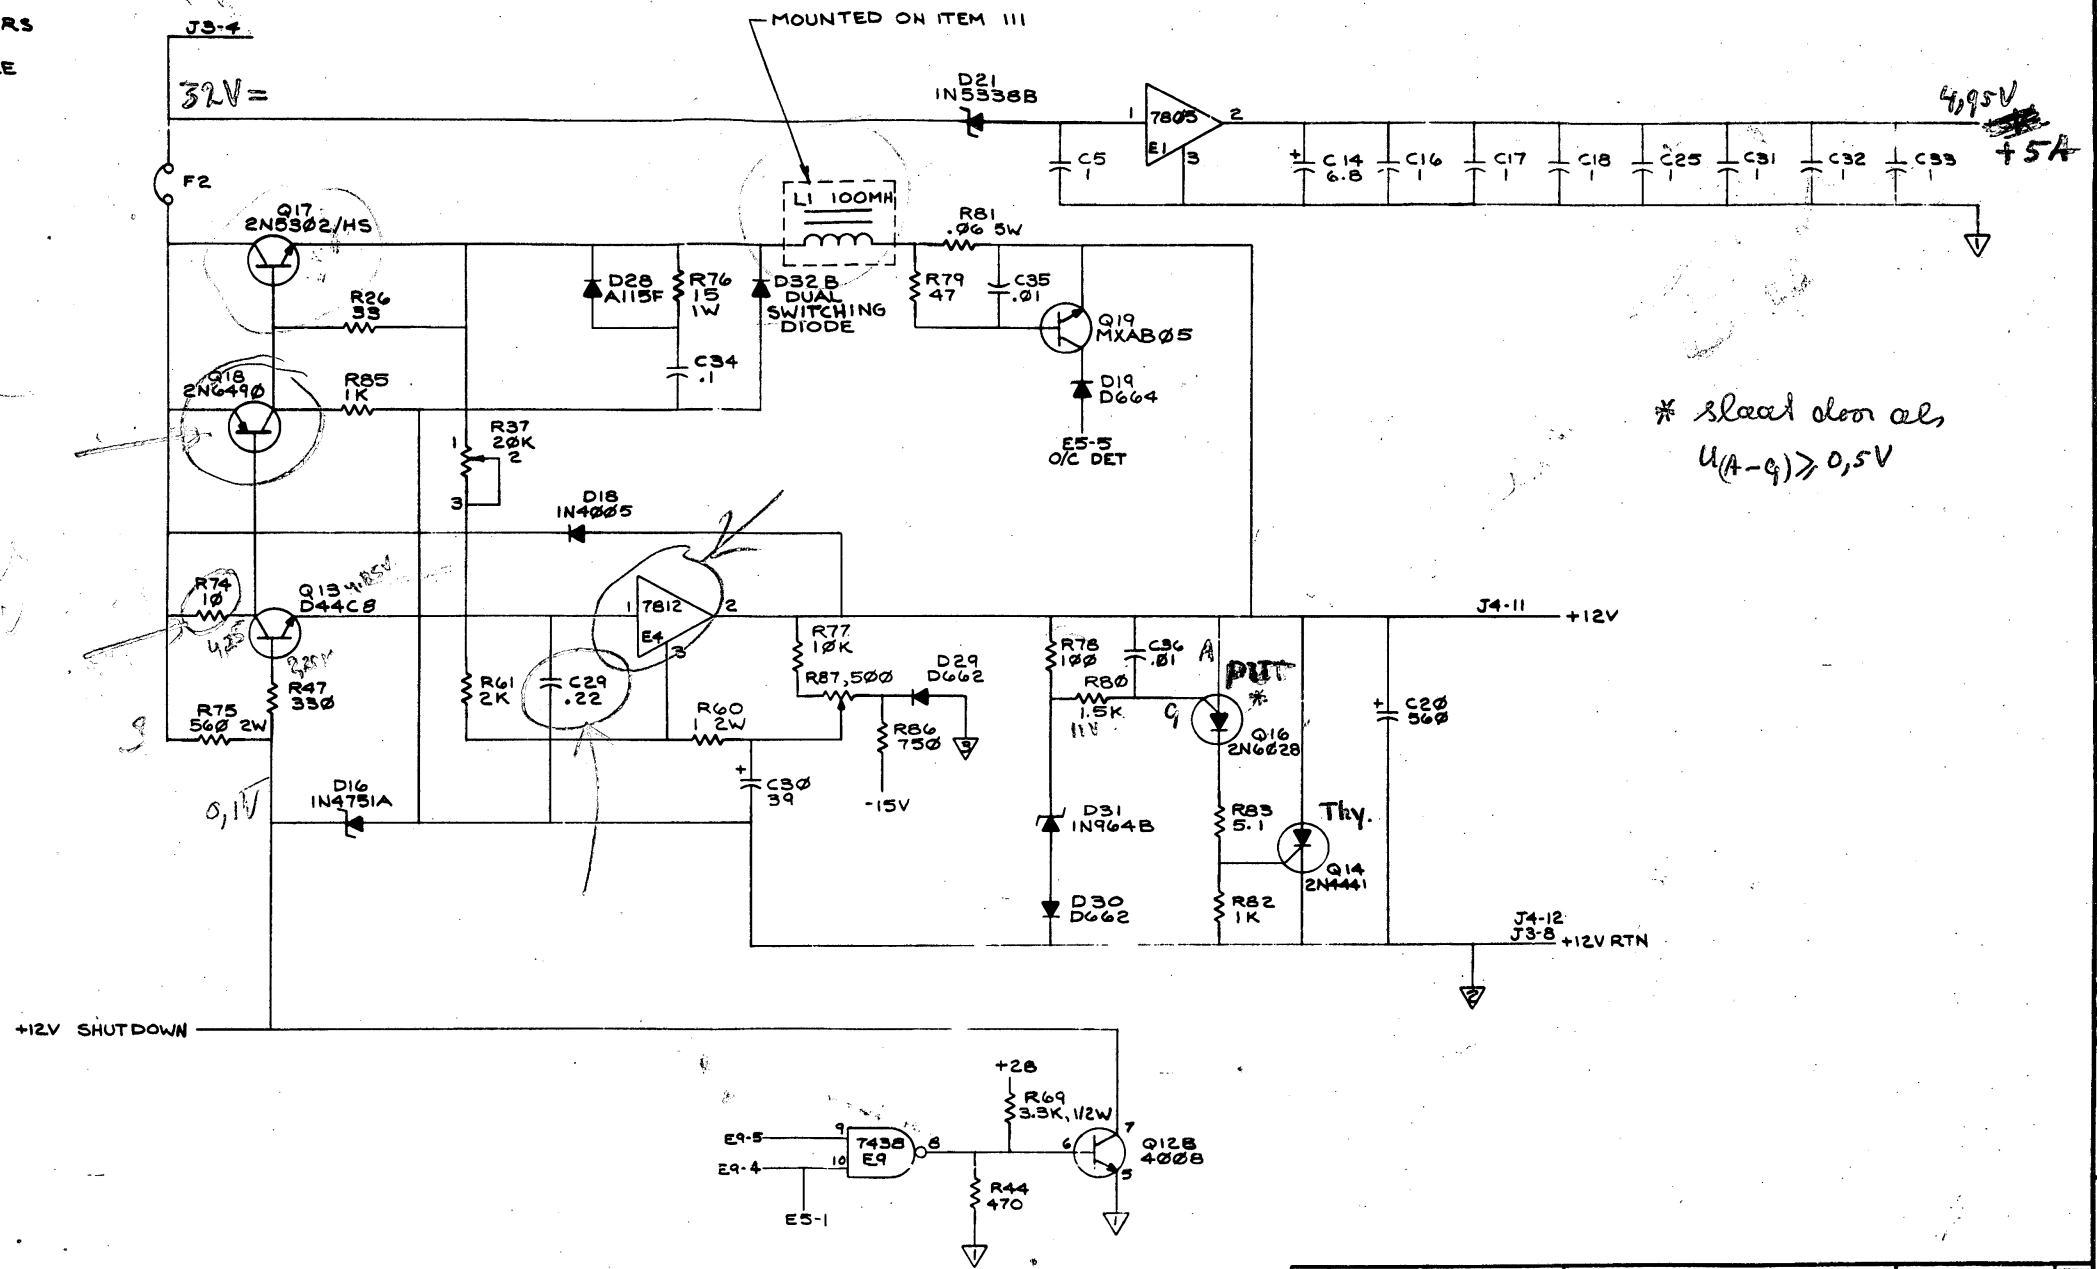 RS
J3-4
MOUNTED ON ITEM 111
E
32V=
D21
1N5338B
1
7805
2
E1
3
4,95V
+5A
C5
1
+
C14
6.8
C16
1
C17
1
C18
1
C25
1
C31
1
C32
1
C33
1
1
F2
Q17
2N5302/HS
L1 100MH
R81
.06 5W
D28
A115F
R76
15
1W
D32B
DUAL
SWITCHING
DIODE
R79
47
C35
.01
R26
33
Q19
MXAB05
C34
.1
Q18
2N6490
R85
1K
D19
D664
E5-5
O/C DET
R37
20K
2
1
3
* slaat door als
U(A-G) ⩾ 0,5V
D18
1N4005
R74
10
Q13
D44C8
4.85V
1
7812
2
E4
3
J4-11
+12V
R77
10K
R78
100
C36
.01
A
PUT
*
R87,500
D29
D662
R80
1.5K
11V
G
Q16
2N6028
R47
330
R61
2K
C29
.22
R75
560 2W
R60
1 2W
R86
750
3
-15V
+
C20
560
+
C30
39
0,1V
D16
1N4751A
D31
1N964B
R83
5.1
Thy.
Q14
2N4441
D30
D662
R82
1K
J4-12
J3-8
+12V RTN
2
+12V SHUTDOWN
+28
R69
3.3K, 1/2W
E9-5
9
7438
E9
8
6
7
Q12B
4008
5
E9-4
10
R44
470
E5-1
1
1